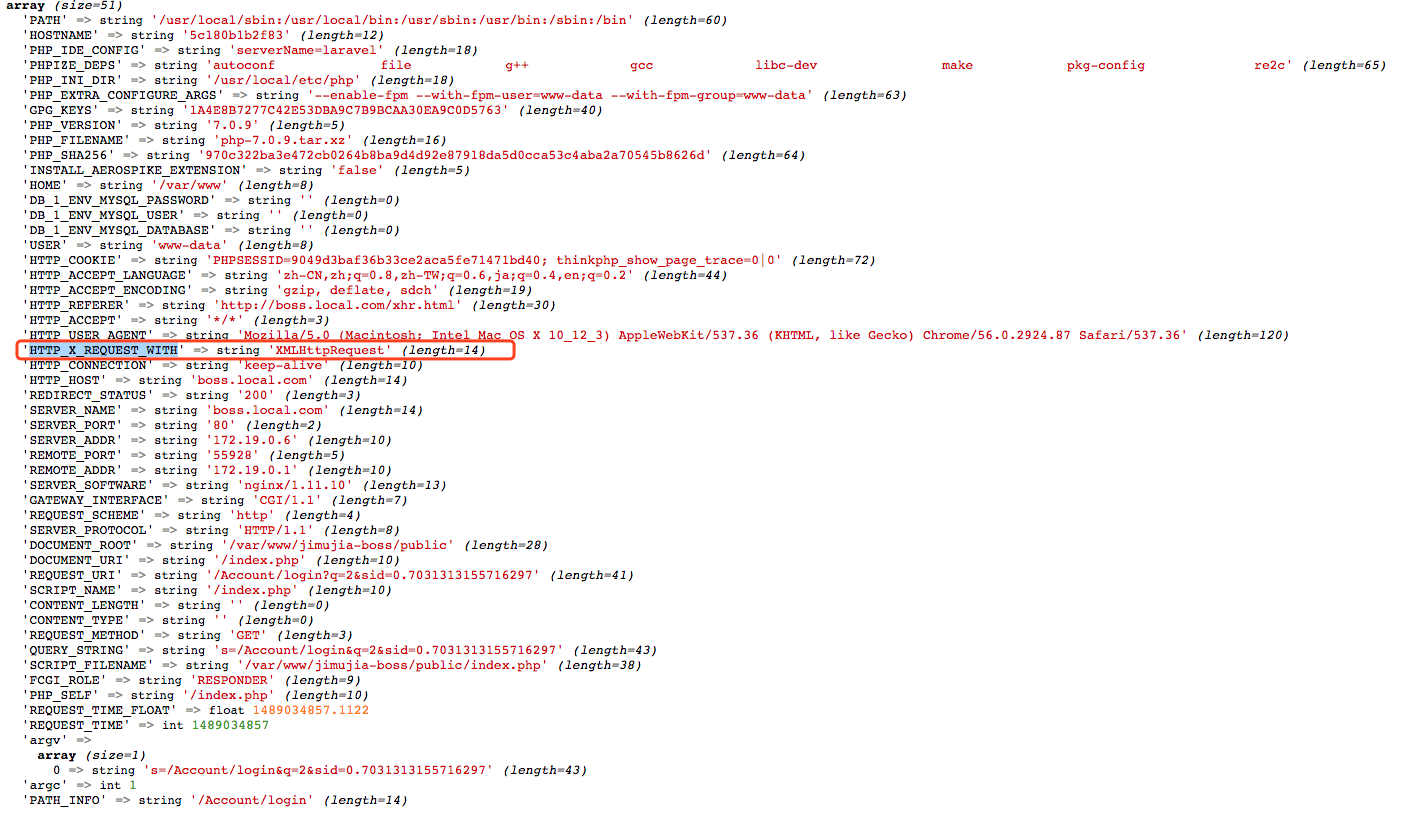 array (size=51)
'PATH' => string '/usr/local/sbin:/usr/local/bin:/usr/sbin:/usr/bin:/sbin:/bin' (length=60)
'HOSTNAME' => string '5c180b1b2f83' (length=12)
'PHP_IDE_CONFIG' => string 'serverName=laravel' (length=18)
'PHPIZE_DEPS' => string 'autoconf file g++ gcc libc-dev make pkg-config re2c' (length=65)
'PHP_INI_DIR' => string '/usr/local/etc/php' (length=18)
'PHP_EXTRA_CONFIGURE_ARGS' => string '--enable-fpm --with-fpm-user=www-data --with-fpm-group=www-data' (length=63)
'GPG_KEYS' => string '1A4E8B7277C42E53DBA9C7B9BCAA30EA9C0D5763' (length=40)
'PHP_VERSION' => string '7.0.9' (length=5)
'PHP_FILENAME' => string 'php-7.0.9.tar.xz' (length=16)
'PHP_SHA256' => string '970c322ba3e472cb0264b8ba9d4d92e87918da5d0cca53c4aba2a70545b8626d' (length=64)
'INSTALL_AEROSPIKE_EXTENSION' => string 'false' (length=5)
'HOME' => string '/var/www' (length=8)
'DB_1_ENV_MYSQL_PASSWORD' => string '' (length=0)
'DB_1_ENV_MYSQL_USER' => string '' (length=0)
'DB_1_ENV_MYSQL_DATABASE' => string '' (length=0)
'USER' => string 'www-data' (length=8)
'HTTP_COOKIE' => string 'PHPSESSID=9049d3baf36b33ce2aca5fe71471bd40; thinkphp_show_page_trace=0|0' (length=72)
'HTTP_ACCEPT_LANGUAGE' => string 'zh-CN,zh;q=0.8,zh-TW;q=0.6,ja;q=0.4,en;q=0.2' (length=44)
'HTTP_ACCEPT_ENCODING' => string 'gzip, deflate, sdch' (length=19)
'HTTP_REFERER' => string 'http://boss.local.com/xhr.html' (length=30)
'HTTP_ACCEPT' => string '*/*' (length=3)
'HTTP_USER_AGENT' => string 'Mozilla/5.0 (Macintosh; Intel Mac OS X 10_12_3) AppleWebKit/537.36 (KHTML, like Gecko) Chrome/56.0.2924.87 Safari/537.36' (length=120)
'HTTP_X_REQUEST_WITH' => string 'XMLHttpRequest' (length=14)
'HTTP_CONNECTION' => string 'keep-alive' (length=10)
'HTTP_HOST' => string 'boss.local.com' (length=14)
'REDIRECT_STATUS' => string '200' (length=3)
'SERVER_NAME' => string 'boss.local.com' (length=14)
'SERVER_PORT' => string '80' (length=2)
'SERVER_ADDR' => string '172.19.0.6' (length=10)
'REMOTE_PORT' => string '55928' (length=5)
'REMOTE_ADDR' => string '172.19.0.1' (length=10)
'SERVER_SOFTWARE' => string 'nginx/1.11.10' (length=13)
'GATEWAY_INTERFACE' => string 'CGI/1.1' (length=7)
'REQUEST_SCHEME' => string 'http' (length=4)
'SERVER_PROTOCOL' => string 'HTTP/1.1' (length=8)
'DOCUMENT_ROOT' => string '/var/www/jimujia-boss/public' (length=28)
'DOCUMENT_URI' => string '/index.php' (length=10)
'REQUEST_URI' => string '/Account/login?q=2&sid=0.7031313155716297' (length=41)
'SCRIPT_NAME' => string '/index.php' (length=10)
'CONTENT_LENGTH' => string '' (length=0)
'CONTENT_TYPE' => string '' (length=0)
'REQUEST_METHOD' => string 'GET' (length=3)
'QUERY_STRING' => string 's=/Account/login&q=2&sid=0.7031313155716297' (length=43)
'SCRIPT_FILENAME' => string '/var/www/jimujia-boss/public/index.php' (length=38)
'FCGI_ROLE' => string 'RESPONDER' (length=9)
'PHP_SELF' => string '/index.php' (length=10)
'REQUEST_TIME_FLOAT' => float 1489034857.1122
'REQUEST_TIME' => int 1489034857
'argv' =>
array (size=1)
0 => string 's=/Account/login&q=2&sid=0.7031313155716297' (length=43)
'argc' => int 1
'PATH_INFO' => string '/Account/login' (length=14)